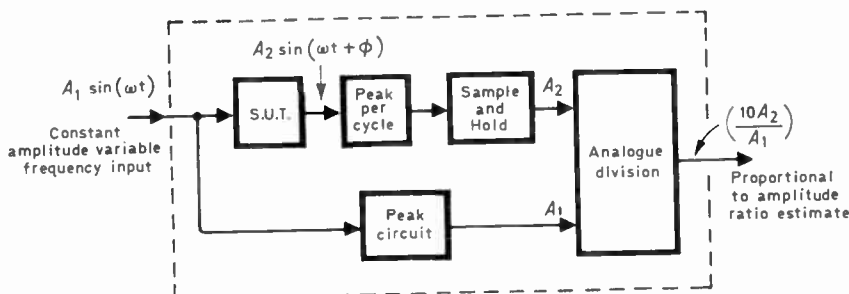 A₁ sin(ωt)
Constant
amplitude variable
frequency input
S.U.T.
A₂ sin(ωt + ϕ)
Peak
per
cycle
Sample
and
Hold
A₂
Peak
circuit
A₁
Analogue
division
(10A₂/A₁)
Proportional
to amplitude
ratio estimate